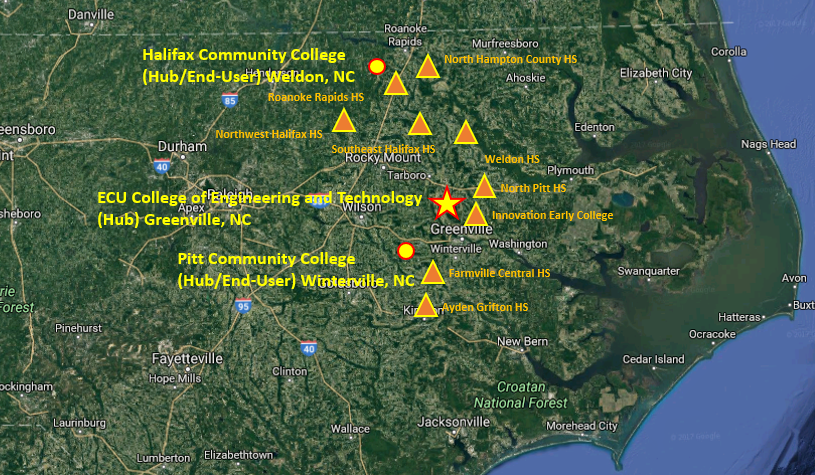 Danville
Roanoke
Rapids
Murfreesboro
Corolla
Halifax Community College
(Hub/End-User) Weldon, NC
North Hampton County HS
Ahoskie
Elizabeth City
Roanoke Rapids HS
85
Northwest Halifax HS
Southeast Halifax HS
Edenton
Nags Head
Durham
40
Rocky Mount
Weldon HS
Tarboro
Plymouth
North Pitt HS
Raleigh
ECU College of Engineering and Technology
(Hub) Greenville, NC
Apex
Wilson
Innovation Early College
Greenville
Washington
Winterville
Pitt Community College
(Hub/End-User) Winterville, NC
Farmville Central HS
Swanquarter
Avon
95
Ayden Grifton HS
Hatteras
Ocracoke
Pinehurst
40
New Bern
Fayetteville
Cedar Island
Hope Mills
Clinton
Croatan
National Forest
Laurinburg
Wallace
Jacksonville
Morehead City
Lumberton
Elizabethtown